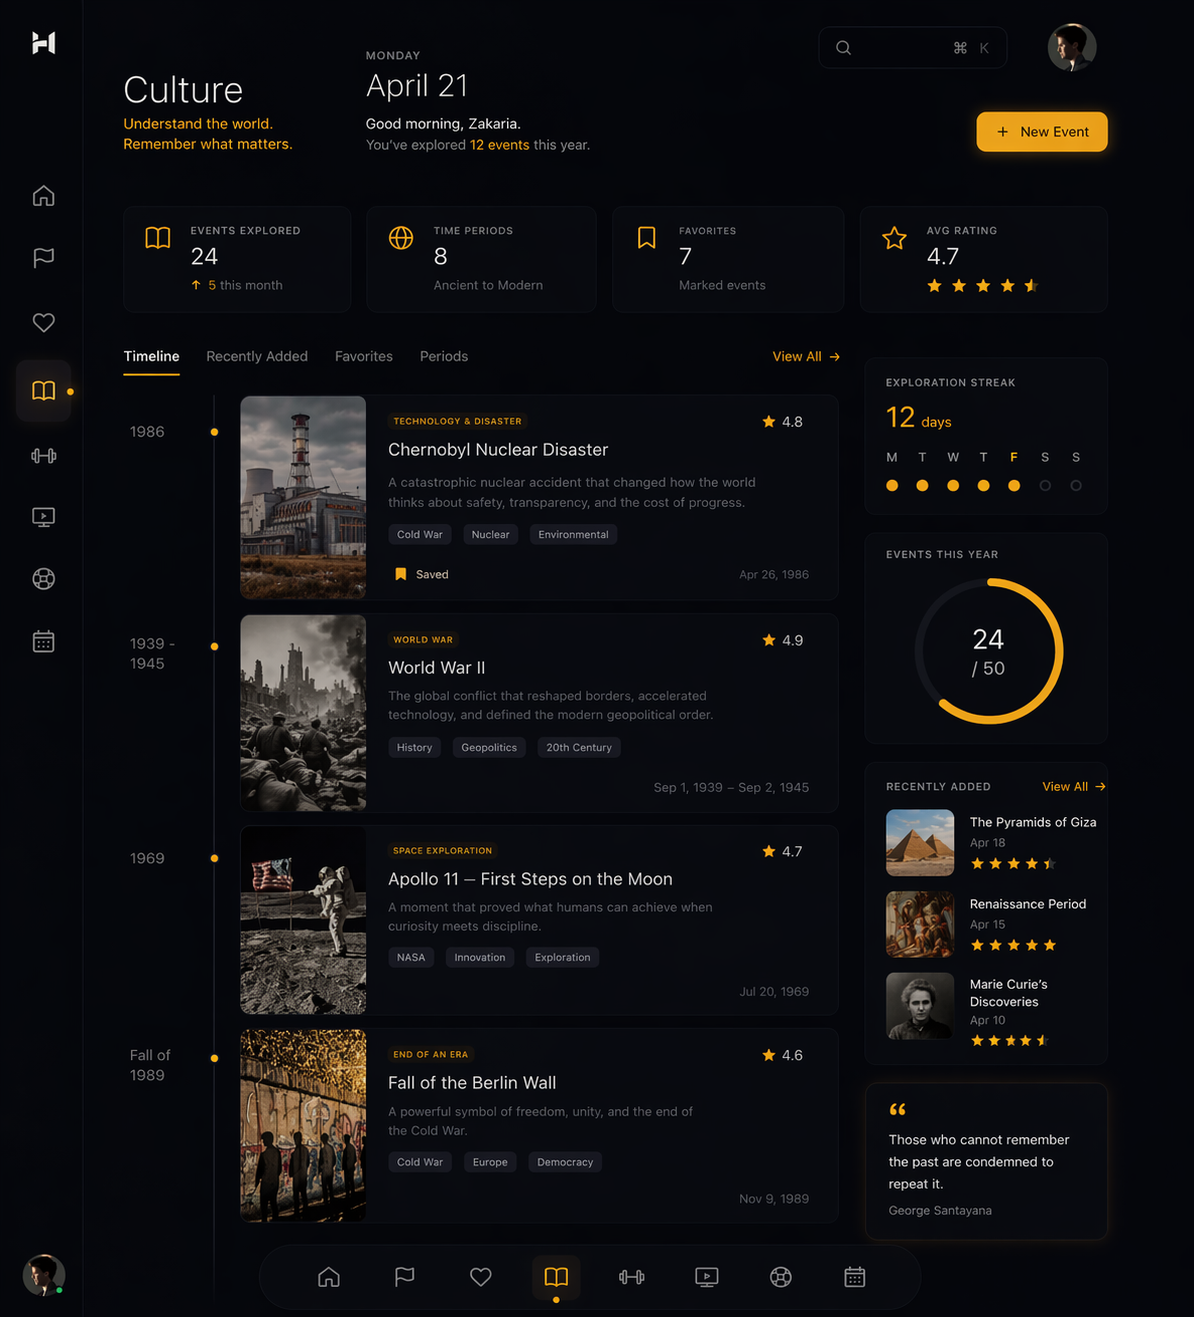 MONDAY
Culture
April 21
Understand the world.
Remember what matters.
Good morning, Zakaria.
You've explored 12 events this year.
⌘ K
+ New Event
EVENTS EXPLORED
24
↑ 5 this month
TIME PERIODS
8
Ancient to Modern
FAVORITES
7
Marked events
AVG RATING
4.7
Timeline
Recently Added
Favorites
Periods
View All →
1986
TECHNOLOGY & DISASTER
4.8
Chernobyl Nuclear Disaster
A catastrophic nuclear accident that changed how the world
thinks about safety, transparency, and the cost of progress.
Cold War
Nuclear
Environmental
Saved
Apr 26, 1986
1939 -
1945
WORLD WAR
4.9
World War II
The global conflict that reshaped borders, accelerated
technology, and defined the modern geopolitical order.
History
Geopolitics
20th Century
Sep 1, 1939 – Sep 2, 1945
1969
SPACE EXPLORATION
4.7
Apollo 11 — First Steps on the Moon
A moment that proved what humans can achieve when
curiosity meets discipline.
NASA
Innovation
Exploration
Jul 20, 1969
Fall of
1989
END OF AN ERA
4.6
Fall of the Berlin Wall
A powerful symbol of freedom, unity, and the end of
the Cold War.
Cold War
Europe
Democracy
Nov 9, 1989
EXPLORATION STREAK
12 days
M T W T F S S
EVENTS THIS YEAR
24
/ 50
RECENTLY ADDED
View All →
The Pyramids of Giza
Apr 18
Renaissance Period
Apr 15
Marie Curie's
Discoveries
Apr 10
“
Those who cannot remember
the past are condemned to
repeat it.
George Santayana